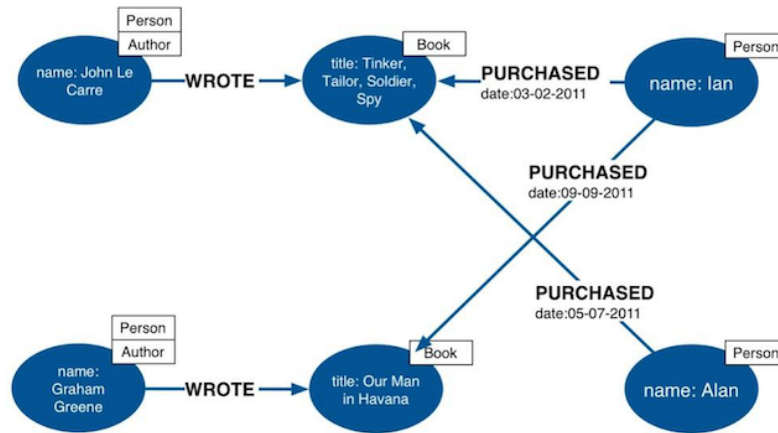 Person
Author
name: John Le
Carre
WROTE
Book
title: Tinker,
Tailor, Soldier,
Spy
PURCHASED
date:03-02-2011
Person
name: Ian
PURCHASED
date:09-09-2011
PURCHASED
date:05-07-2011
Person
Author
name:
Graham
Greene
WROTE
Book
title: Our Man
in Havana
Person
name: Alan